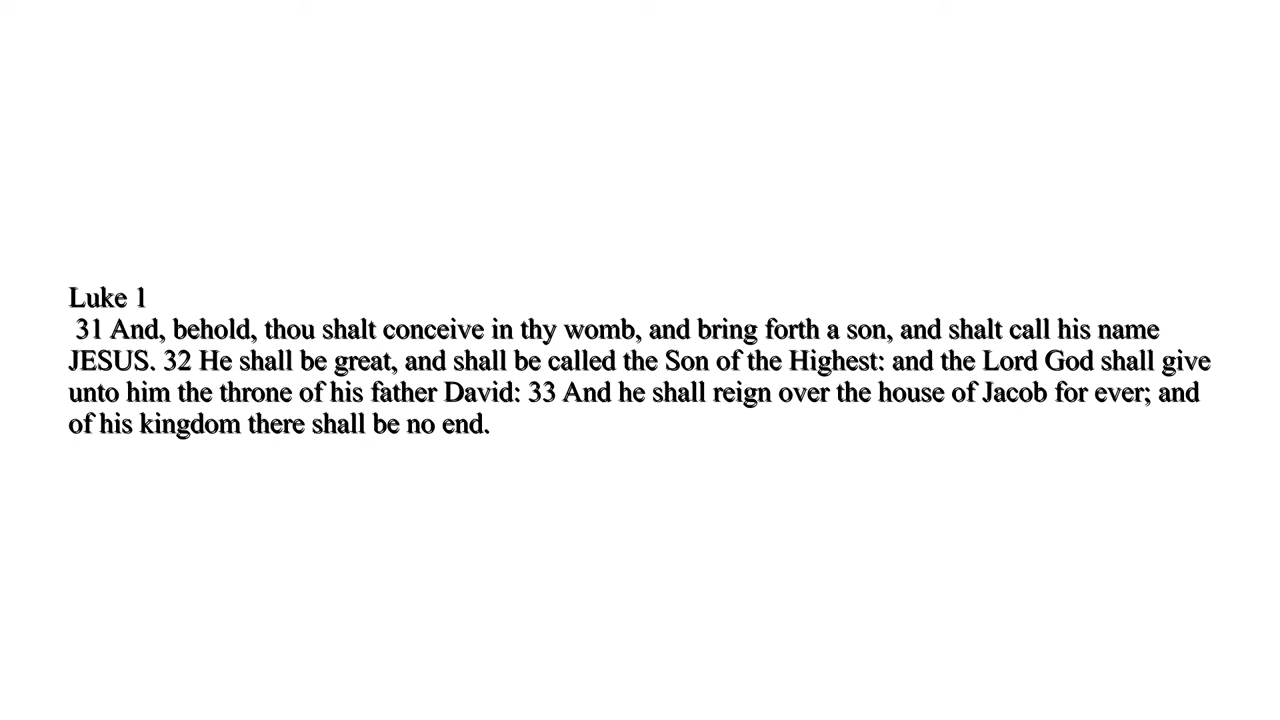 Luke 1
31 And, behold, thou shalt conceive in thy womb, and bring forth a son, and shalt call his name
JESUS. 32 He shall be great, and shall be called the Son of the Highest: and the Lord God shall give
unto him the throne of his father David: 33 And he shall reign over the house of Jacob for ever; and
of his kingdom there shall be no end.